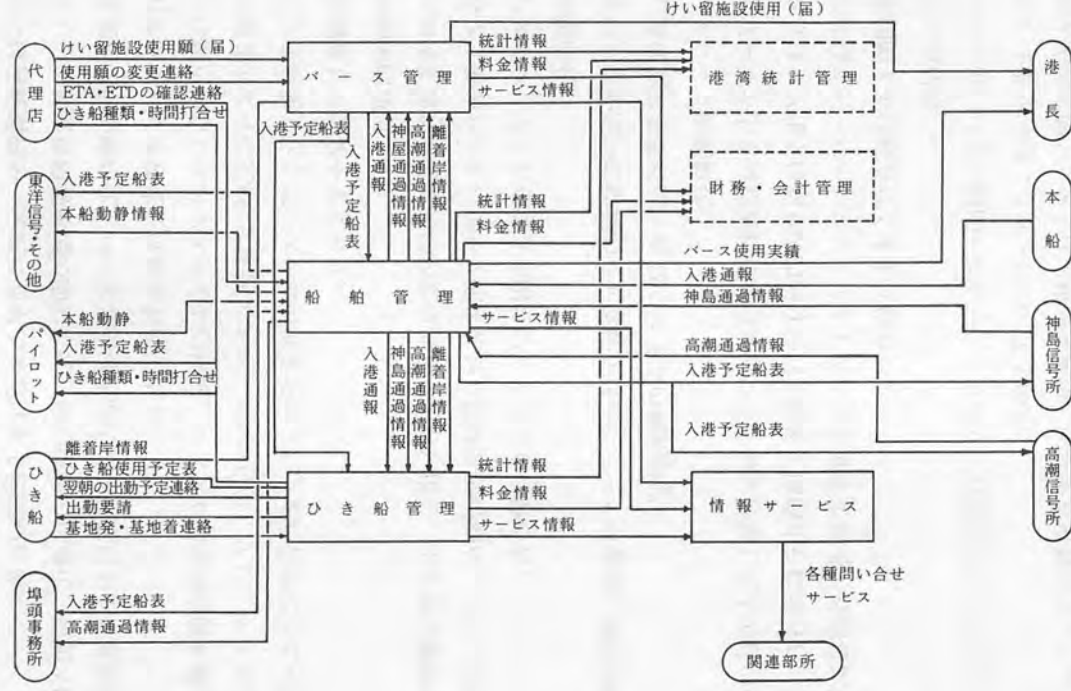 けい留施設使用(届)
代理店
けい留施設使用願(届)
使用願の変更連絡
ETA・ETDの確認連絡
ひき船種類・時間打合せ
バース管理
統計情報
料金情報
サービス情報
港湾統計管理
港長
入港予定船表
入港予定船表
入港通報
神屋通過情報
高潮通過情報
離着岸情報
東洋信号・その他
入港予定船表
本船動静情報
統計情報
料金情報
財務・会計管理
本船
船舶管理
バース使用実績
入港通報
神島通過情報
サービス情報
高潮通過情報
入港予定船表
神島信号所
パイロット
本船動静
入港予定船表
ひき船種類・時間打合せ
入港通報
神島通過情報
高潮通過情報
離着岸情報
入港予定船表
高潮信号所
ひき船
離着岸情報
ひき船使用予定表
翌朝の出勤予定連絡
出勤要請
基地発・基地着連絡
ひき船管理
統計情報
料金情報
サービス情報
情報サービス
各種問い合せ
サービス
関連部所
埠頭事務所
入港予定船表
高潮通過情報